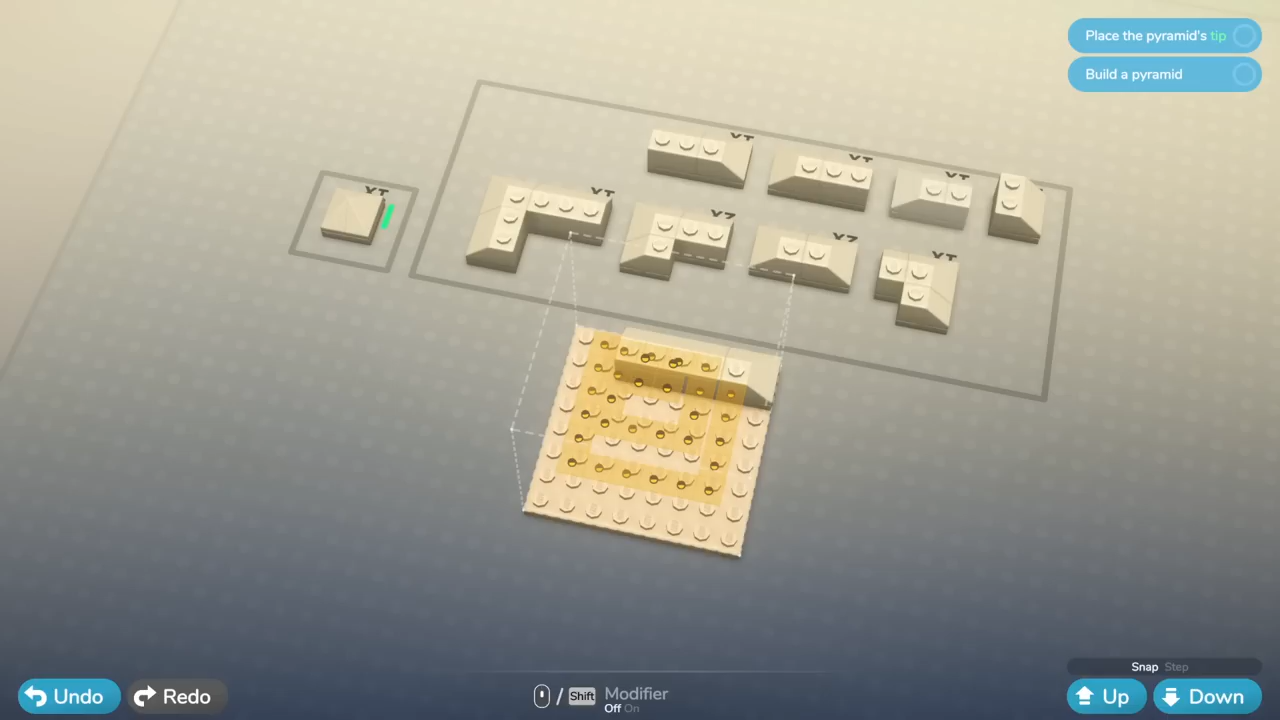 Place the pyramid's tip
Build a pyramid
Undo
Redo
/ Shift Modifier
Off On
Snap Step
Up
Down